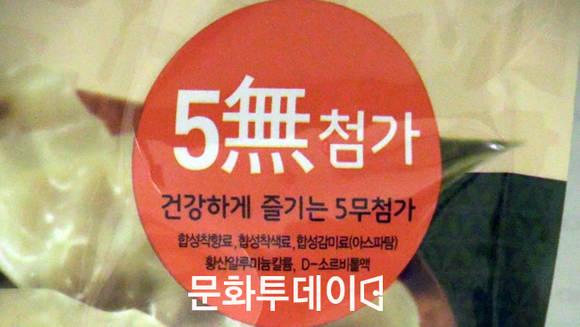 5無첨가
건강하게 즐기는 5무첨가
합성착향료, 합성착색료, 합성감미료(아스파탐)
황산알루미늄칼륨, D-소르비톨액
문화투데이